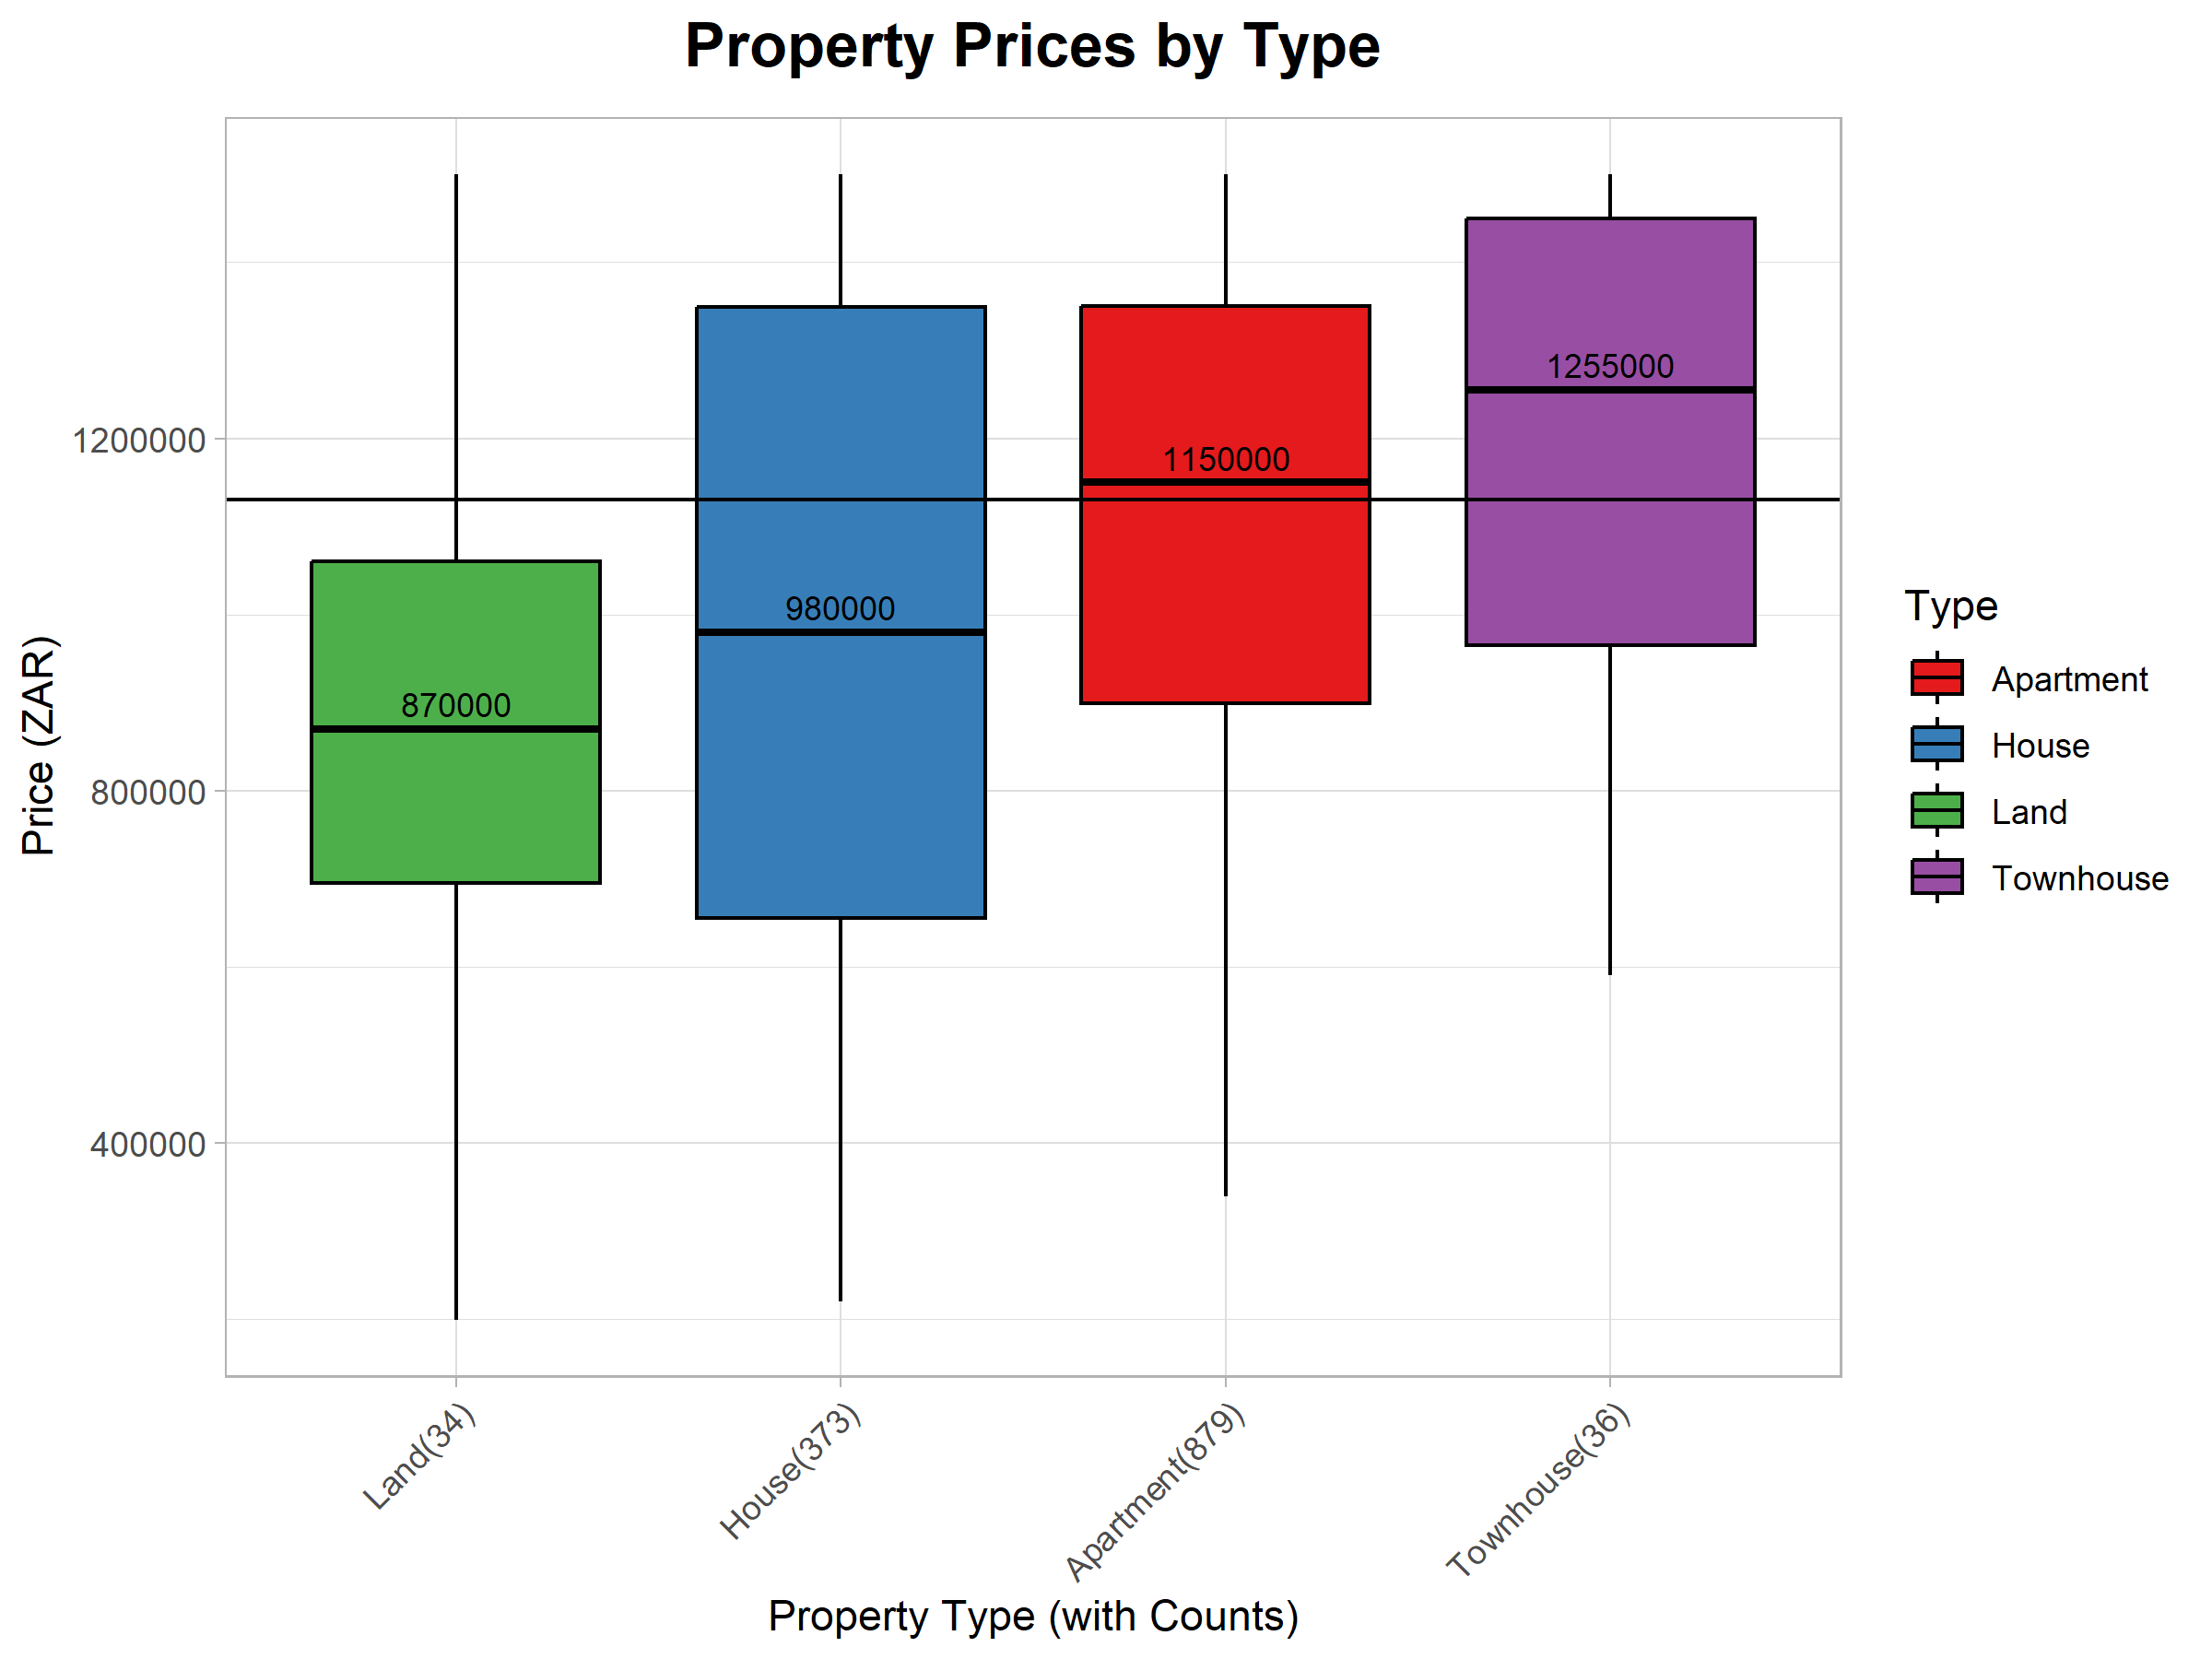 Property Prices by Type
Price (ZAR)
1200000
800000
400000
870000
980000
1150000
1255000
Land(34)
House(373)
Apartment(879)
Townhouse(36)
Property Type (with Counts)
Type
Apartment
House
Land
Townhouse